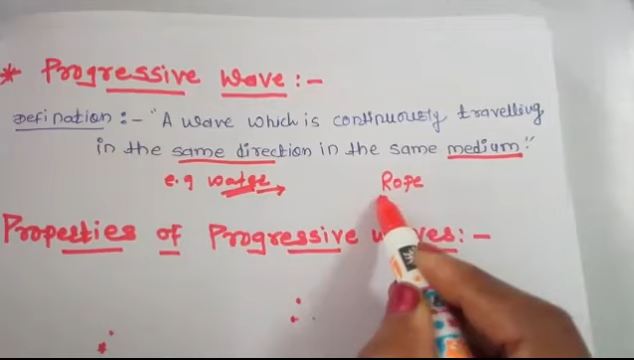 * Progressive wave :-
Defination :- "A wave which is continuously travelling
in the same direction in the same medium."
e.g water Rope
Properties of Progressive waves :-